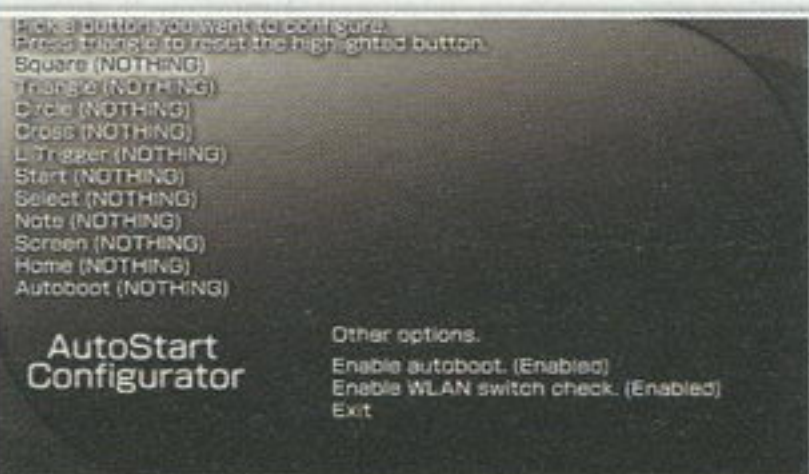 Pick a button you want to configure.
Press triangle to reset the highlighted button.
Square (NOTHING)
Triangle (NOTHING)
Circle (NOTHING)
Cross (NOTHING)
L Trigger (NOTHING)
Start (NOTHING)
Select (NOTHING)
Note (NOTHING)
Screen (NOTHING)
Home (NOTHING)
Autoboot (NOTHING)
AutoStart
Configurator
Other options.
Enable autoboot. (Enabled)
Enable WLAN switch check. (Enabled)
Exit